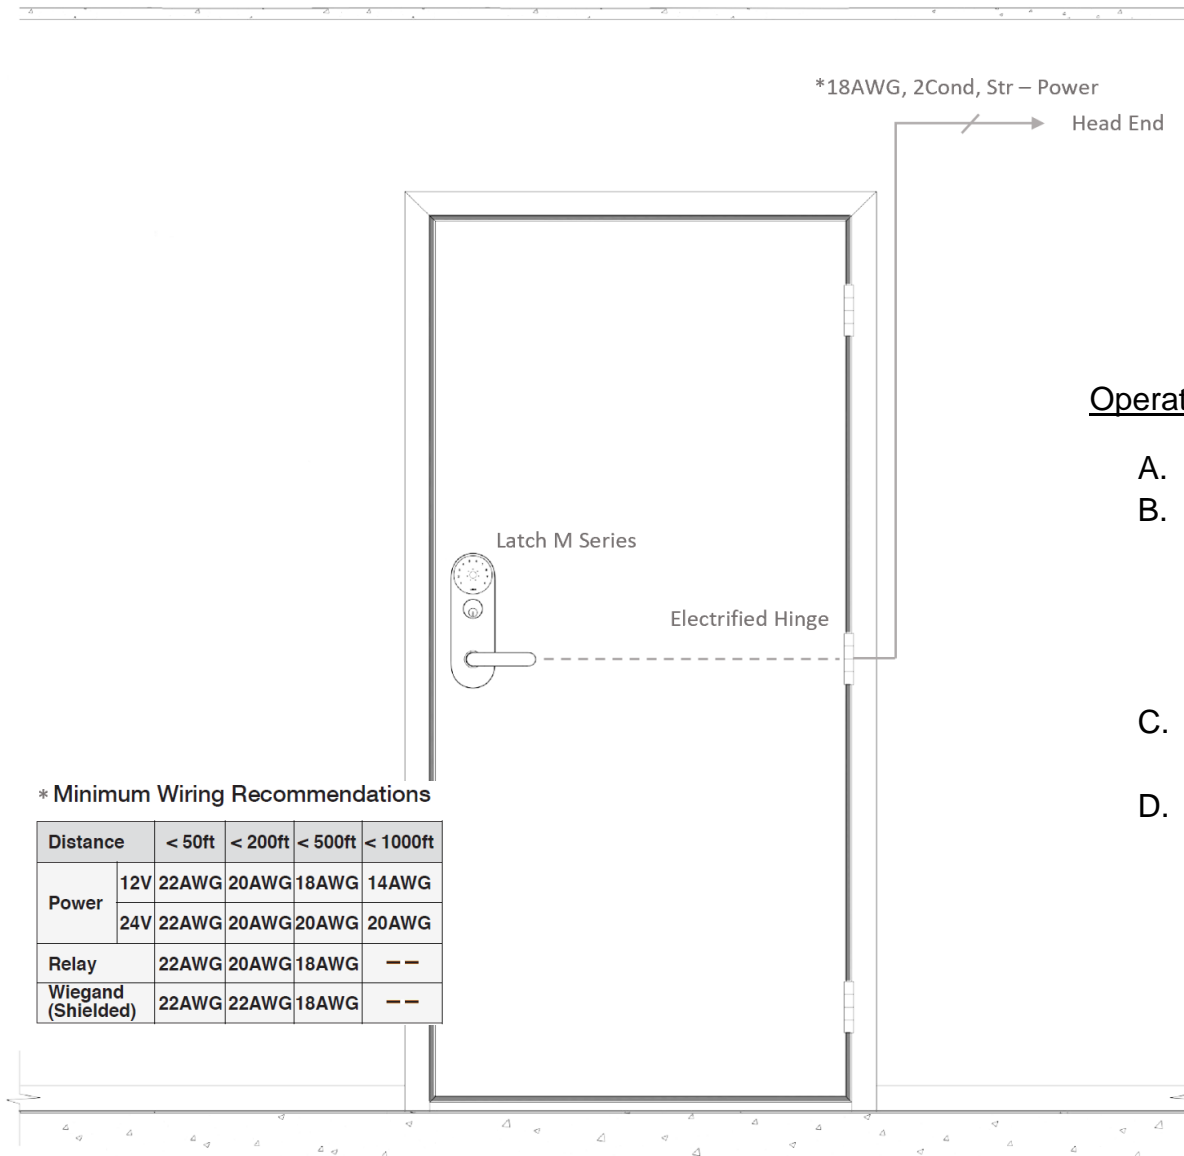 *18AWG, 2Cond, Str – Power
Head End
Operat
A.
B.
Latch M Series
Electrified Hinge
C.
D.
* Minimum Wiring Recommendations
Distance < 50ft < 200ft < 500ft < 1000ft
Power 12V 22AWG 20AWG 18AWG 14AWG
24V 22AWG 20AWG 20AWG 20AWG
Relay 22AWG 20AWG 18AWG – –
Wiegand
(Shielded) 22AWG 22AWG 18AWG – –